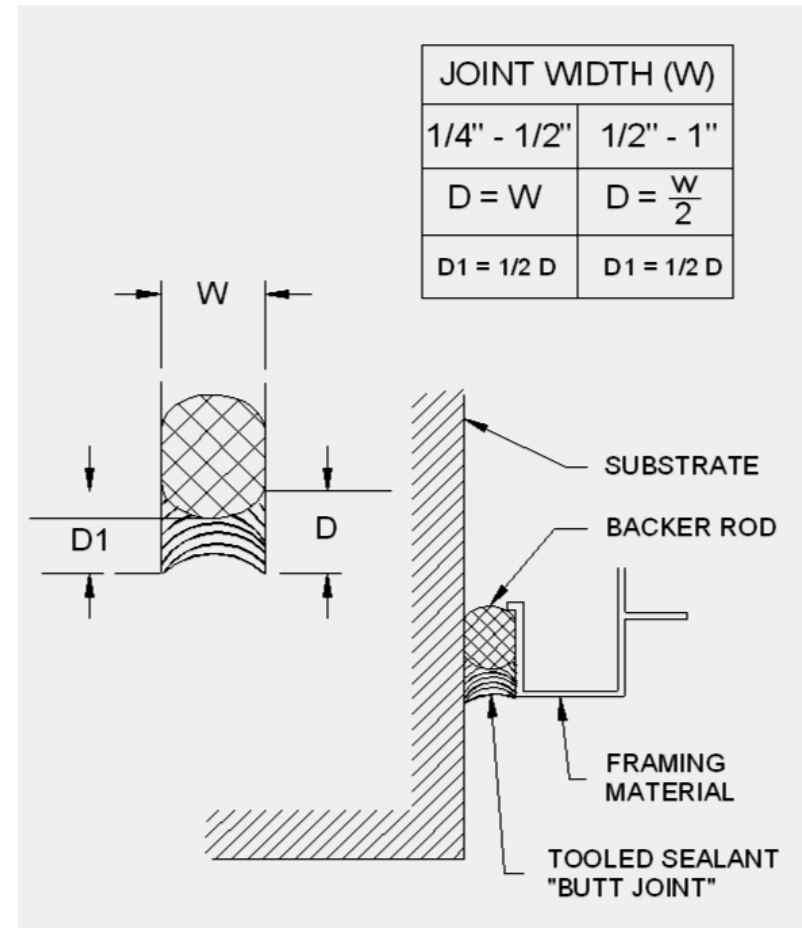 JOINT WIDTH (W)
1/4" - 1/2" 1/2" - 1"
D = W D = W/2
D1 = 1/2 D D1 = 1/2 D
W
D1
D
SUBSTRATE
BACKER ROD
FRAMING
MATERIAL
TOOLED SEALANT
"BUTT JOINT"